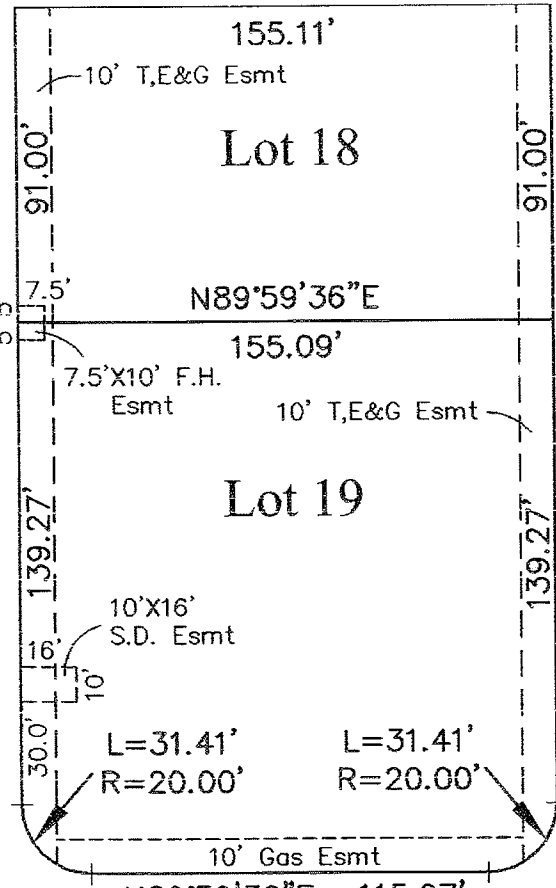 155.11'
10' T,E&G Esmt
Lot 18
91.00'
91.00'
7.5'
N89°59'36"E
5
5
155.09'
7.5'X10' F.H.
Esmt
10' T,E&G Esmt
Lot 19
139.27'
139.27'
10'X16'
S.D. Esmt
16'
10'
30.0'
L=31.41'
R=20.00'
L=31.41'
R=20.00'
10' Gas Esmt